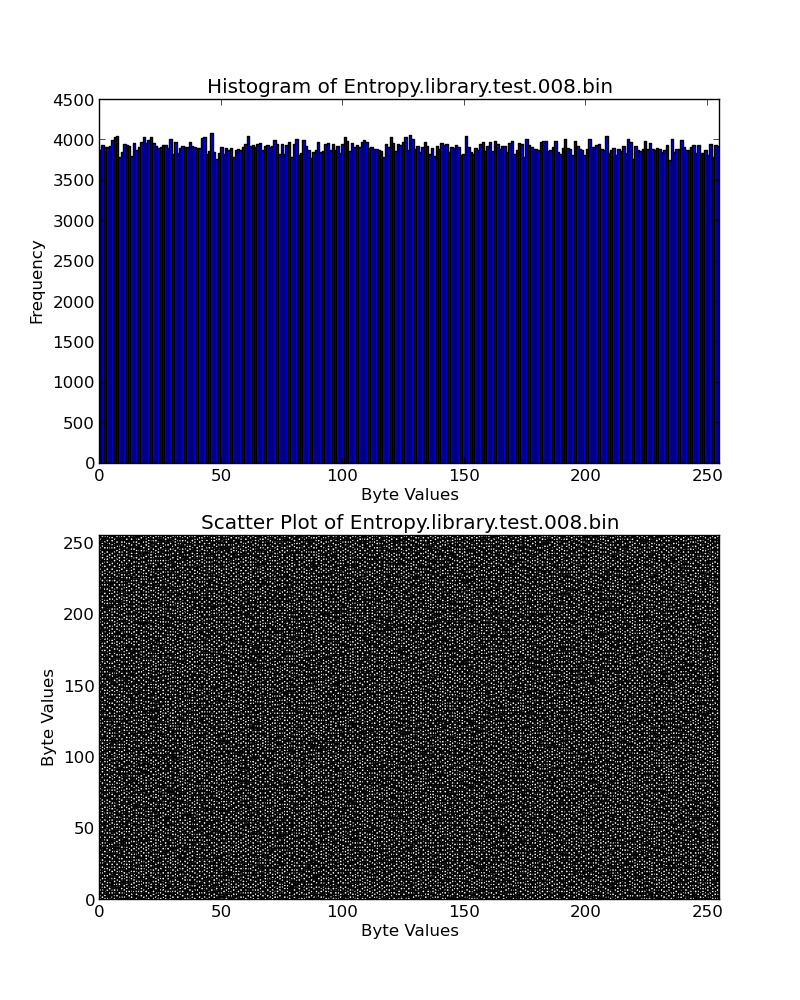 Histogram of Entropy.library.test.008.bin
4500
4000
3500
3000
2500
2000
1500
1000
500
0
Frequency
0 50 100 150 200 250
Byte Values
Scatter Plot of Entropy.library.test.008.bin
250
200
150
100
50
0
Byte Values
0 50 100 150 200 250
Byte Values